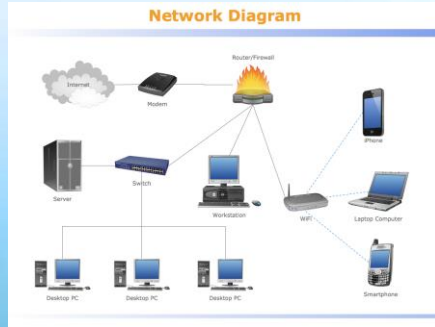 Network Diagram
Router/Firewall
Internet
Modem
iPhone
Server
Switch
Workstation
WiFi
Laptop Computer
Desktop PC
Desktop PC
Desktop PC
Smartphone